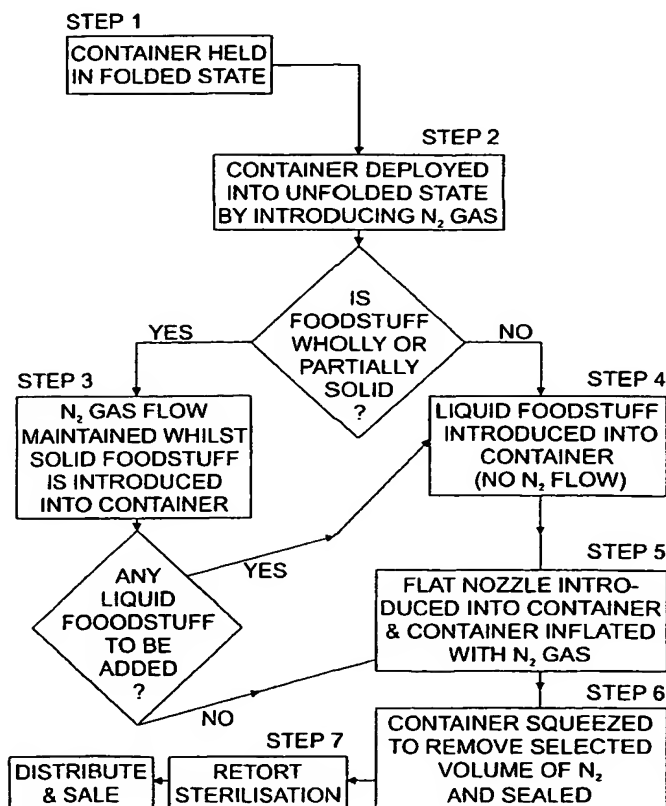 STEP 1
CONTAINER HELD
IN FOLDED STATE
STEP 2
CONTAINER DEPLOYED
INTO UNFOLDED STATE
BY INTRODUCING N₂ GAS
IS
FOODSTUFF
WHOLLY OR
PARTIALLY
SOLID
?
YES
NO
STEP 3
N₂ GAS FLOW
MAINTAINED WHILST
SOLID FOODSTUFF
IS INTRODUCED
INTO CONTAINER
STEP 4
LIQUID FOODSTUFF
INTRODUCED INTO
CONTAINER
(NO N₂ FLOW)
ANY
LIQUID
FOOODSTUFF
TO BE
ADDED
?
YES
NO
STEP 5
FLAT NOZZLE INTRO-
DUCED INTO CONTAINER
& CONTAINER INFLATED
WITH N₂ GAS
STEP 6
CONTAINER SQUEEZED
TO REMOVE SELECTED
VOLUME OF N₂
AND SEALED
STEP 7
RETORT
STERILISATION
DISTRIBUTE
& SALE